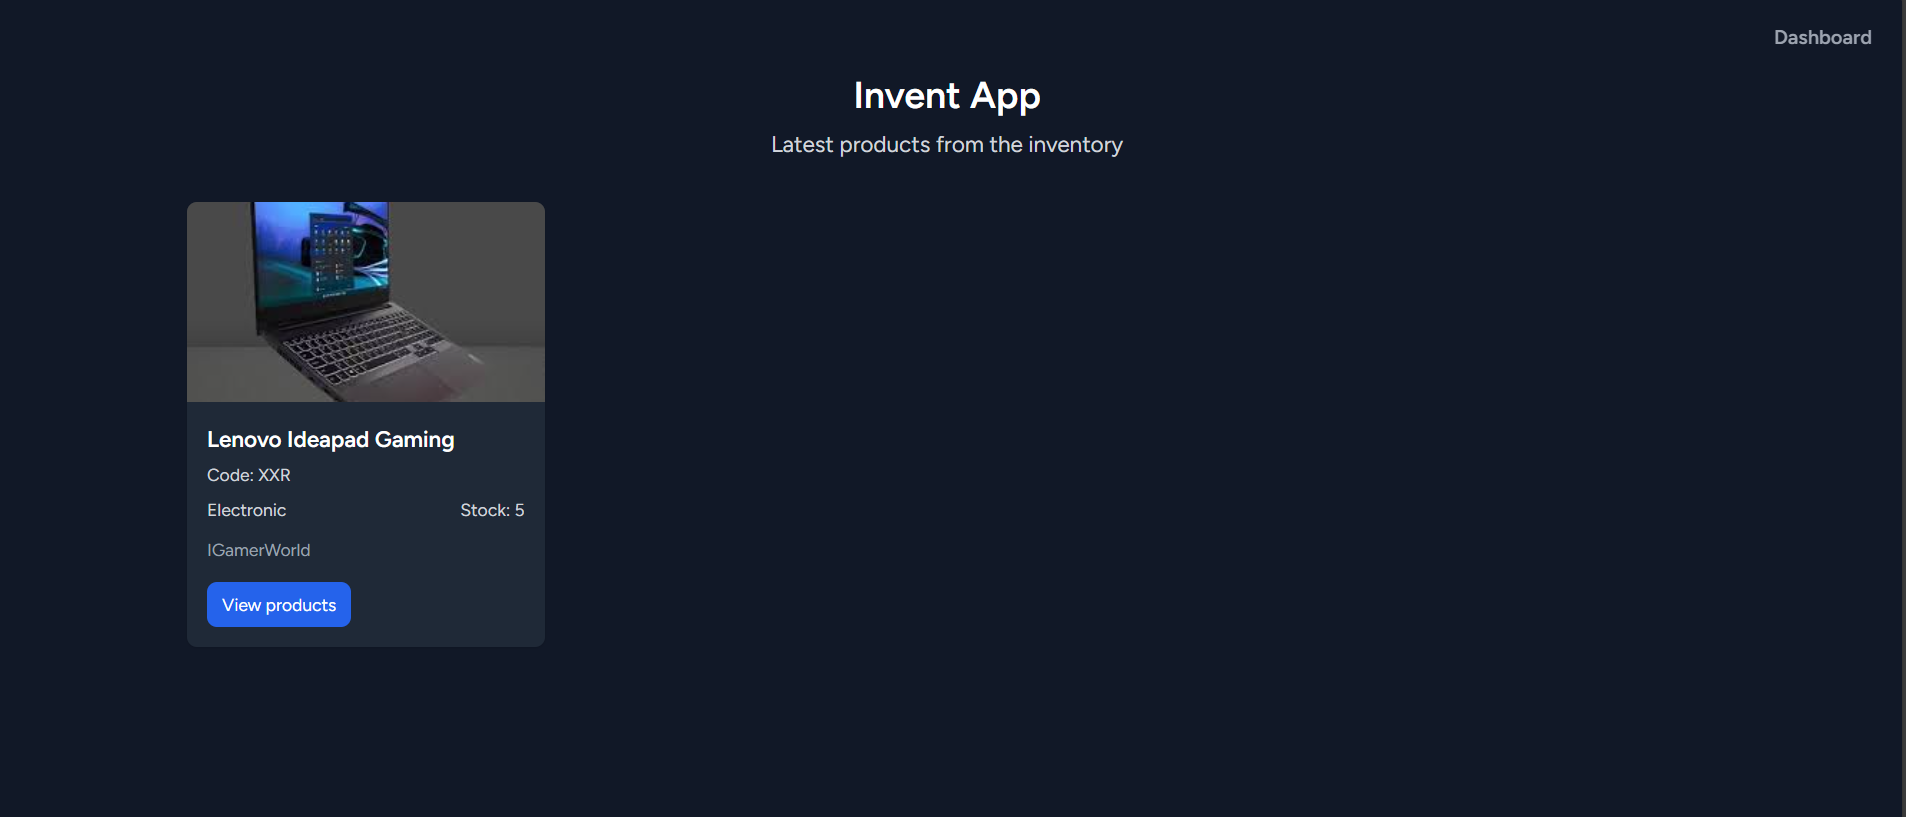 Dashboard
Invent App
Latest products from the inventory
Lenovo Ideapad Gaming
Code: XXR
Electronic
Stock: 5
IGamerWorld
View products